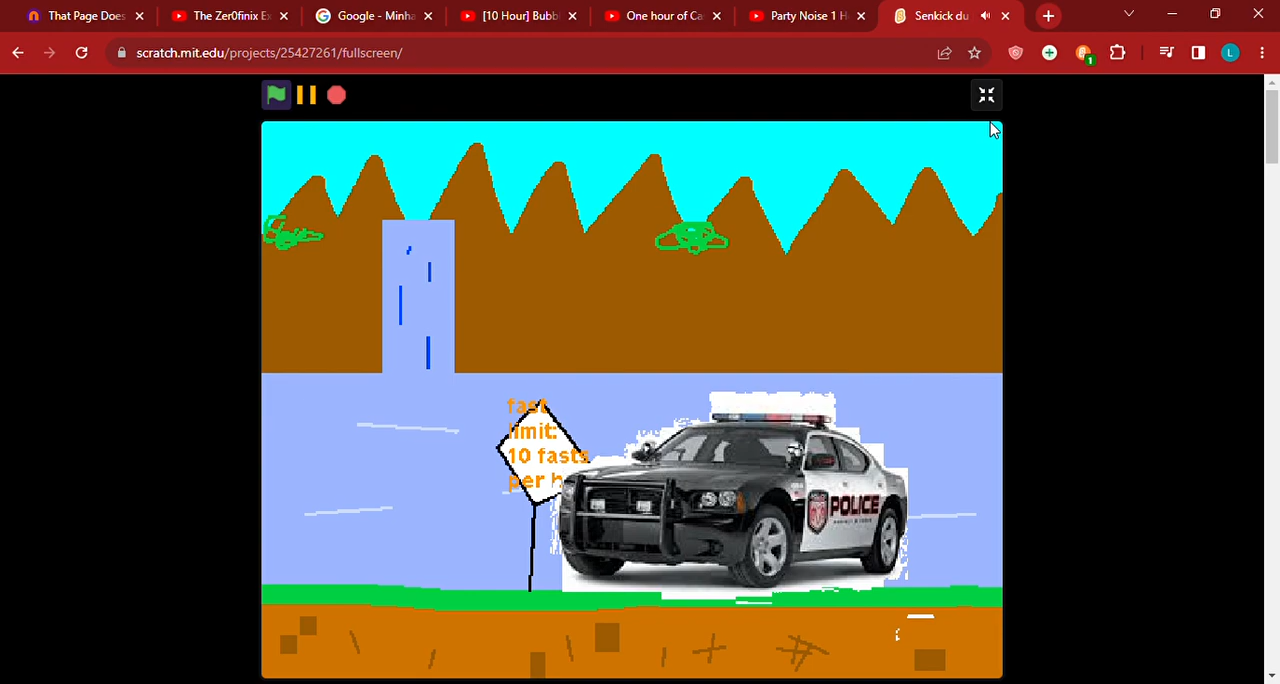 That Page Does
The Zer0finix Ex
Google - Minha
[10 Hour] Bubb
One hour of Ca
Party Noise 1 H
Senkick du
scratch.mit.edu/projects/25427261/fullscreen/
1
L
fast
limit:
10 fasts
per h
POLICE